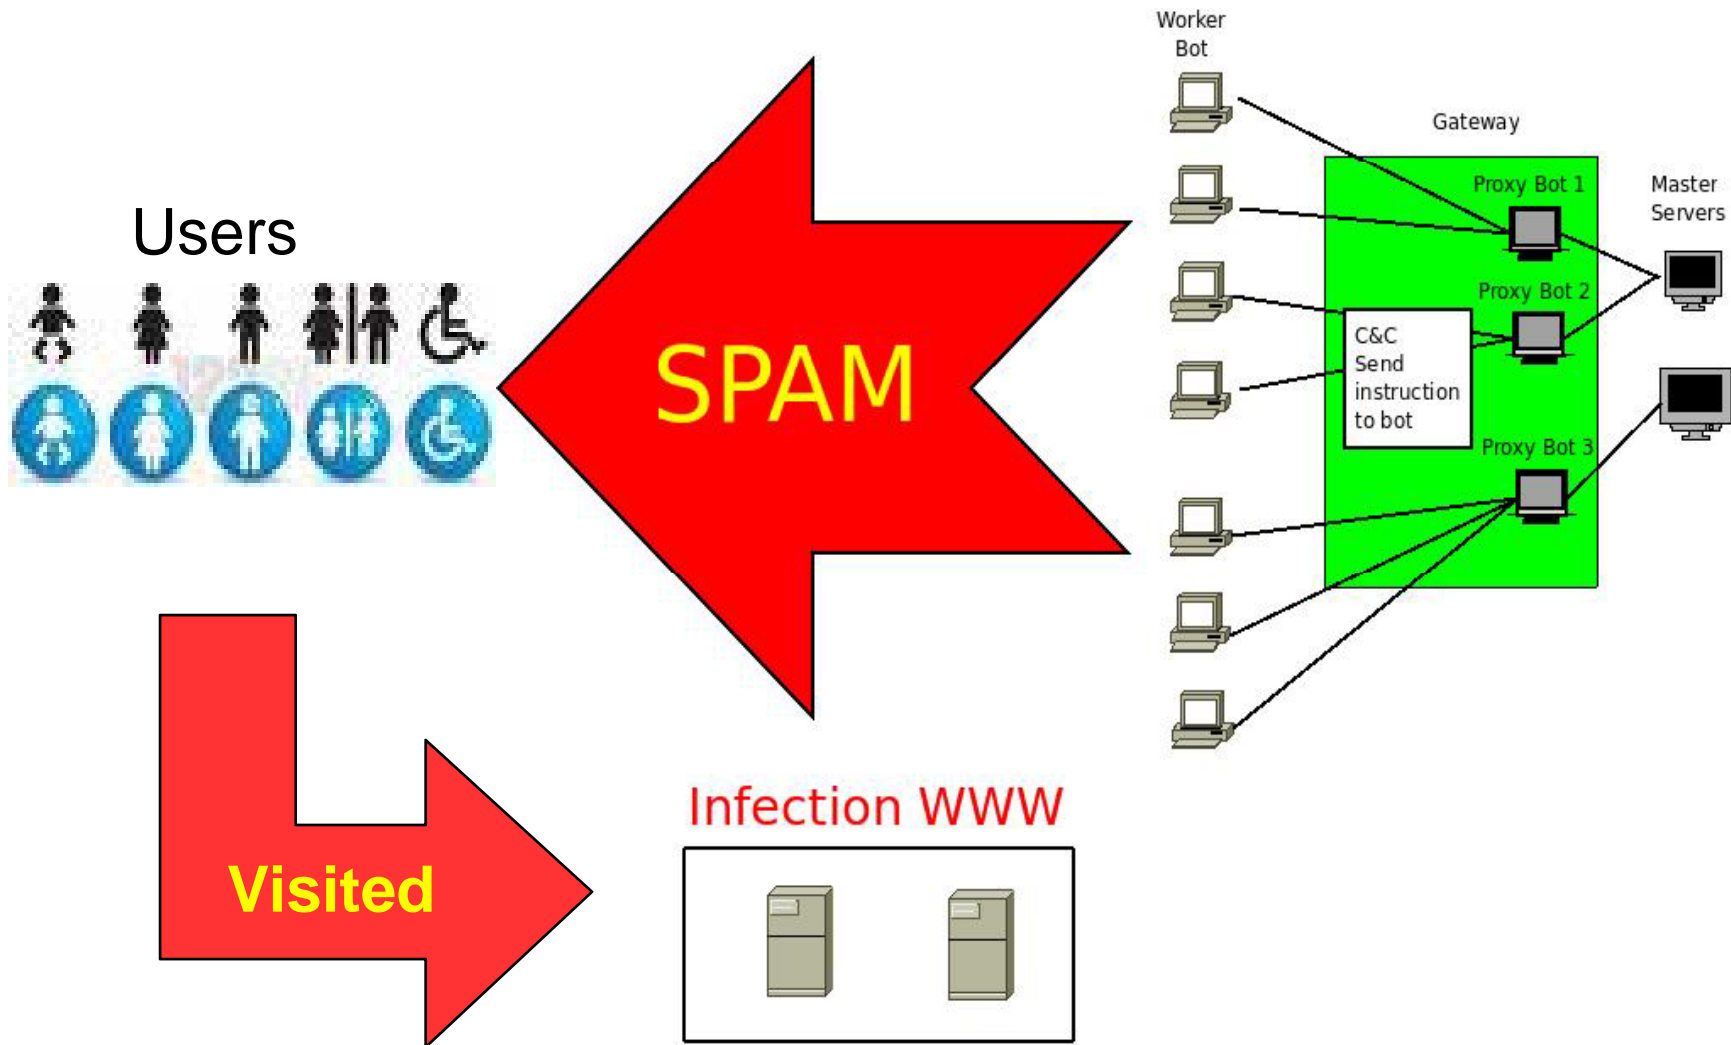 Worker
Bot
Gateway
Proxy Bot 1
Master
Servers
Users
Proxy Bot 2
C&C
Send
instruction
to bot
SPAM
Proxy Bot 3
Infection WWW
Visited